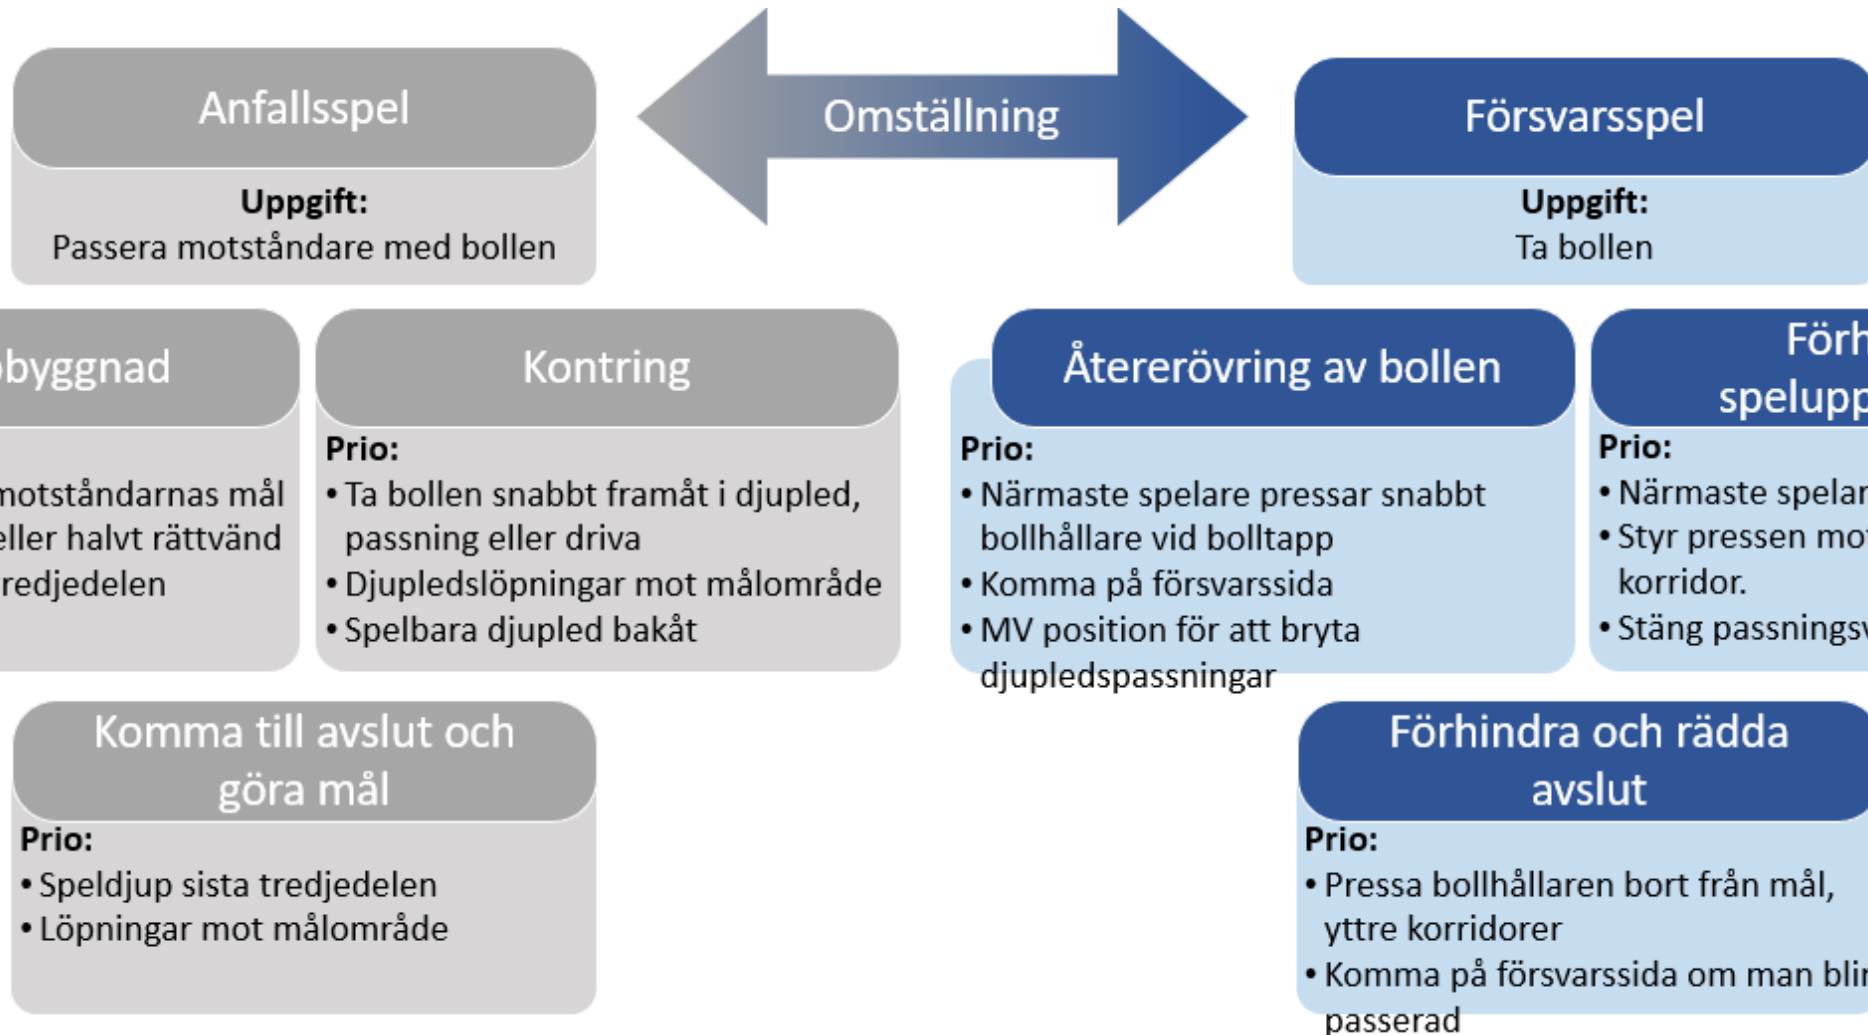 Anfallsspel
Uppgift:
Passera motståndare med bollen
Omställning
Försvarsspel
Uppgift:
Ta bollen
byggnad
motståndarnas mål
eller halvt rättvänd
redjedelen
Kontring
Prio:
• Ta bollen snabbt framåt i djupled,
passning eller driva
• Djupledslöpningar mot målområde
• Spelbara djupled bakåt
Återerövring av bollen
Prio:
• Närmaste spelare pressar snabbt
bollhållare vid bolltapp
• Komma på försvarssida
• MV position för att bryta
djupledspassningar
Förh
spelupp
Prio:
• Närmaste spelar
• Styr pressen mot
korridor.
• Stäng passningsv
Komma till avslut och
göra mål
Prio:
• Speldjup sista tredjedelen
• Löpningar mot målområde
Förhindra och rädda
avslut
Prio:
• Pressa bollhållaren bort från mål,
yttre korridorer
• Komma på försvarssida om man blir
passerad